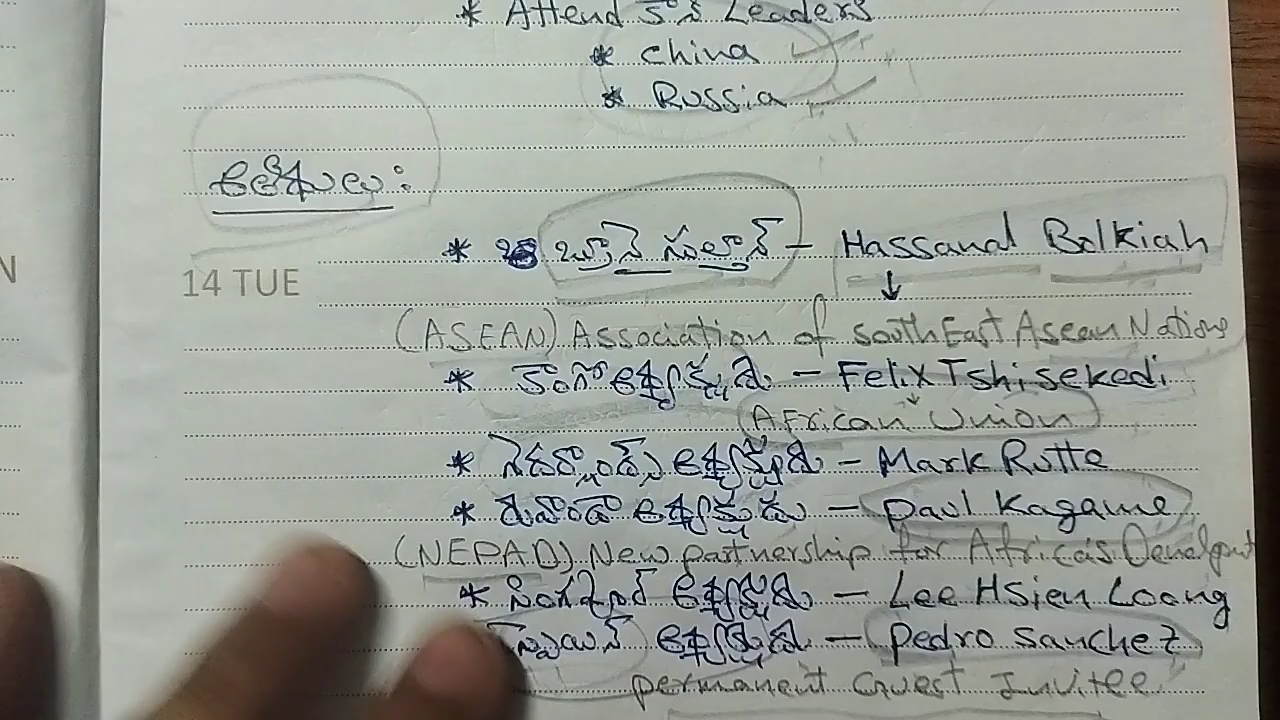 * Attend కాని Leaders
* China
* Russia
అతిథులు:
* బ్రూనై సుల్తాన్ - Hassanal Bolkiah
14 TUE
(ASEAN) Association of SouthEast Asean Nations
* కాంగో అధ్యక్షుడు - Felix Tshisekedi
(African Union)
* నెదర్లాండ్స్ అధ్యక్షుడు - Mark Rutte
* రువాండా అధ్యక్షుడు - Paul Kagame
(NEPAD) New partnership for Africa's
* సింగపూర్ అధ్యక్షుడు - Lee Hsien Loong
స్పెయిన్ అధ్యక్షుడు - Pedro Sanchez
permanent Guest Invitee
N